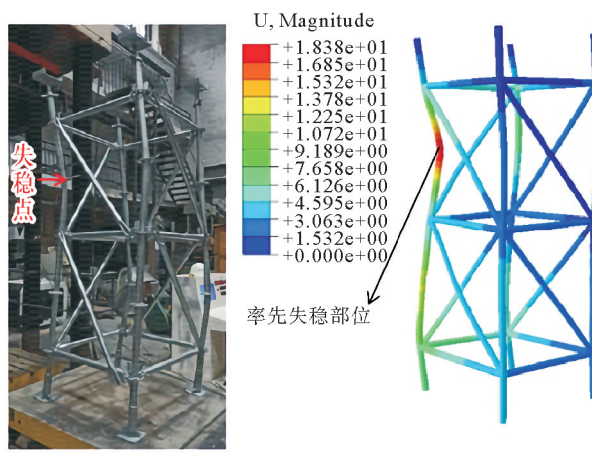 失
稳
点
U, Magnitude
+1.838e+01
+1.685e+01
+1.532e+01
+1.378e+01
+1.225e+01
+1.072e+01
+9.189e+00
+7.658e+00
+6.126e+00
+4.595e+00
+3.063e+00
+1.532e+00
+0.000e+00
率先失稳部位